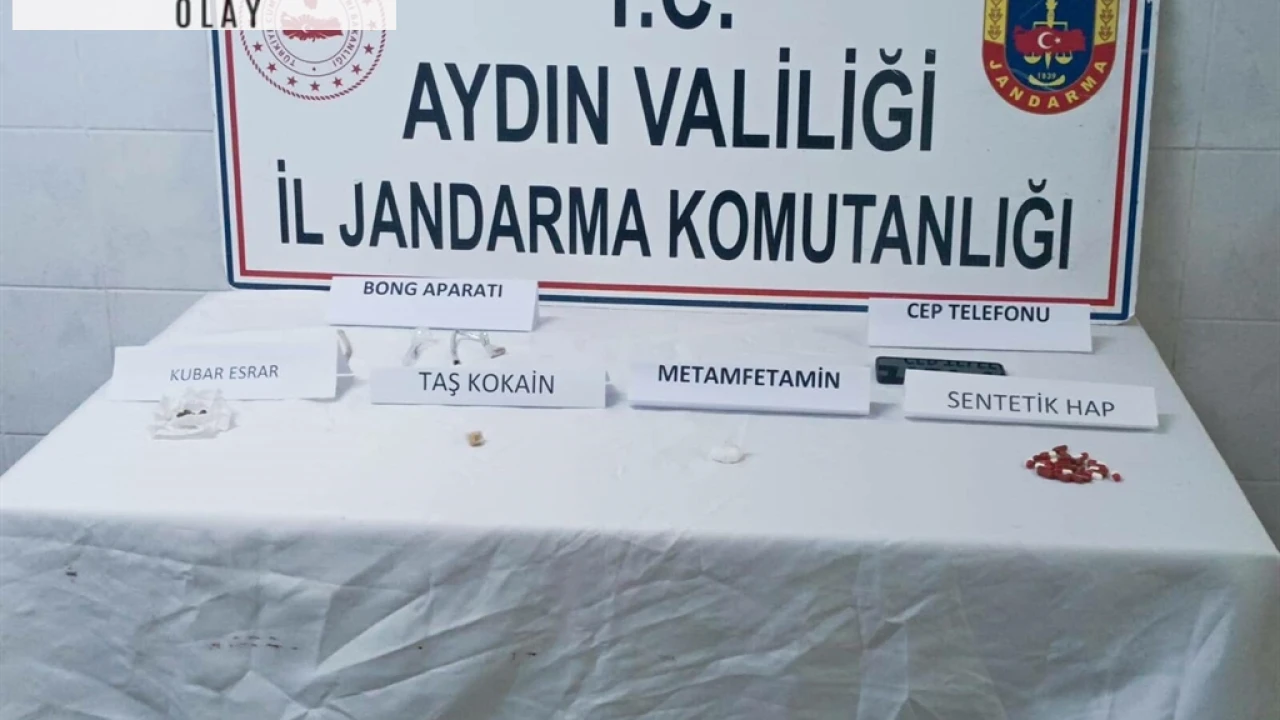 OLAY
T.C.
AYDIN VALİLİĞİ
İL JANDARMA KOMUTANLIĞI
JANDARMA
1839
BONG APARATI
CEP TELEFONU
KUBAR ESRAR
TAŞ KOKAİN
METAMFETAMİN
SENTETİK HAP